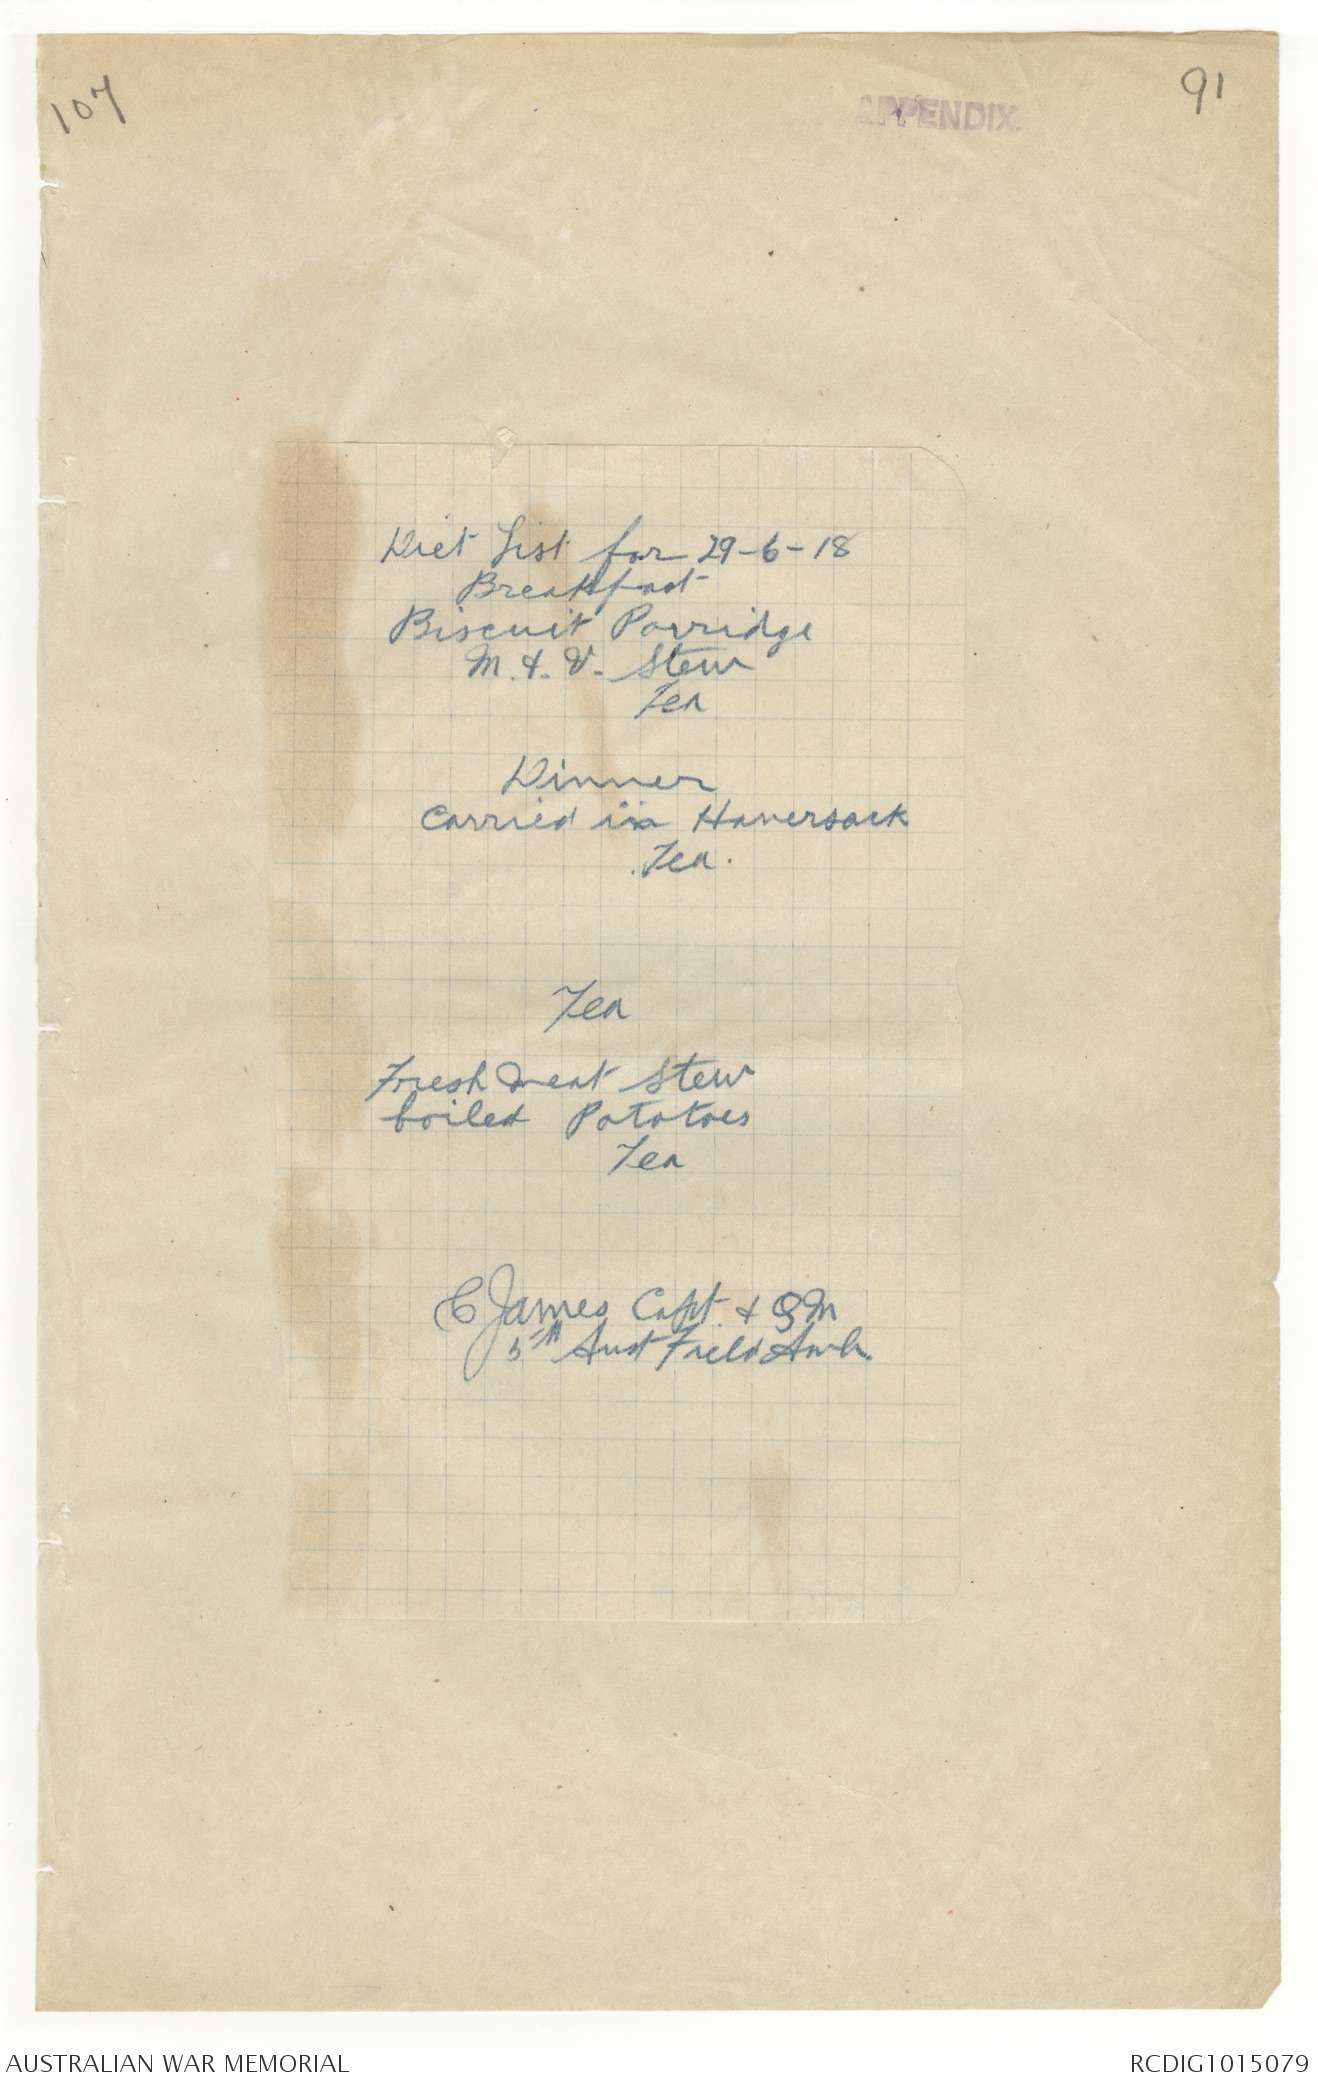 107
APPENDIX.
91
Diet List for 29-6-18
Breakfast
Biscuit Porridge
M. & V. Stew
Tea
Dinner
Carried in Haversack
Tea.
Tea
Fresh Meat Stew
boiled Potatoes
Tea
C James Capt. & QM
5th Aust Field Amb.
AUSTRALIAN WAR MEMORIAL
RCDIG1015079